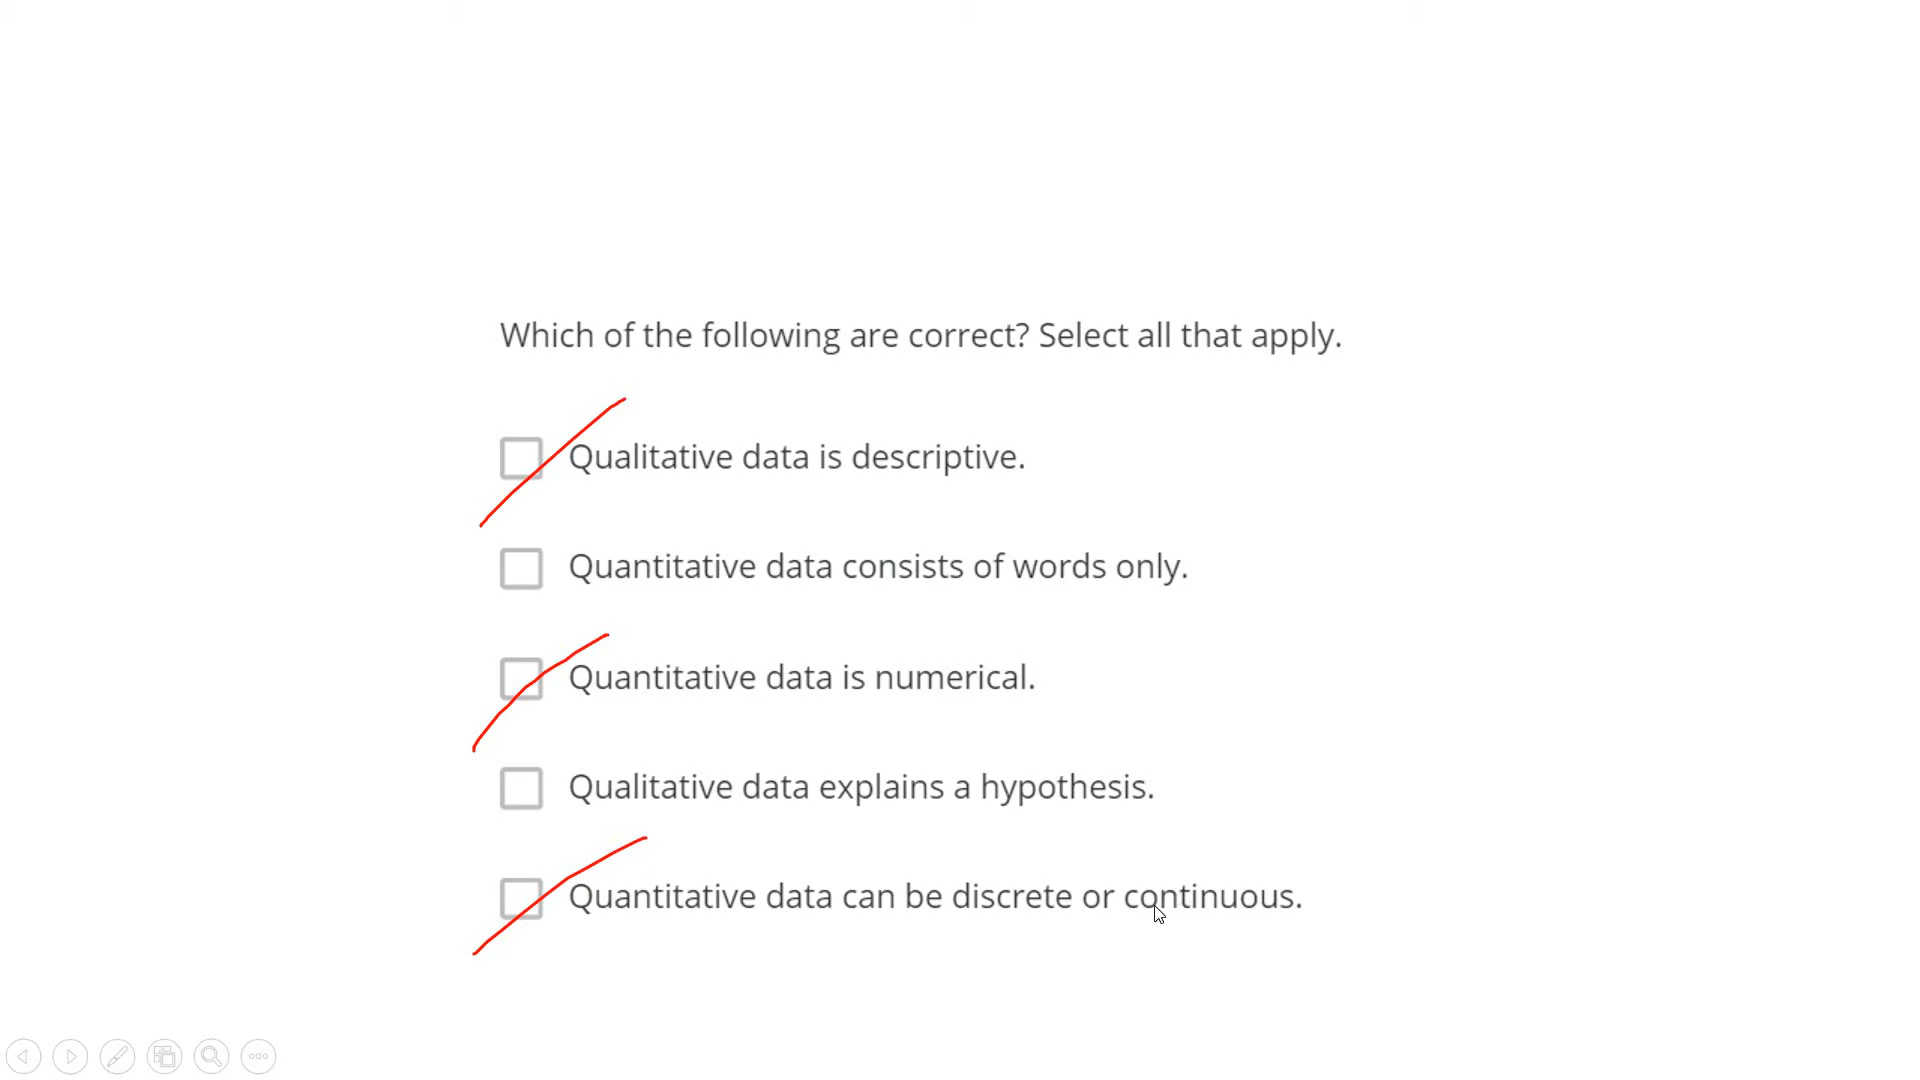 Which of the following are correct? Select all that apply.
Qualitative data is descriptive.
Quantitative data consists of words only.
Quantitative data is numerical.
Qualitative data explains a hypothesis.
Quantitative data can be discrete or continuous.